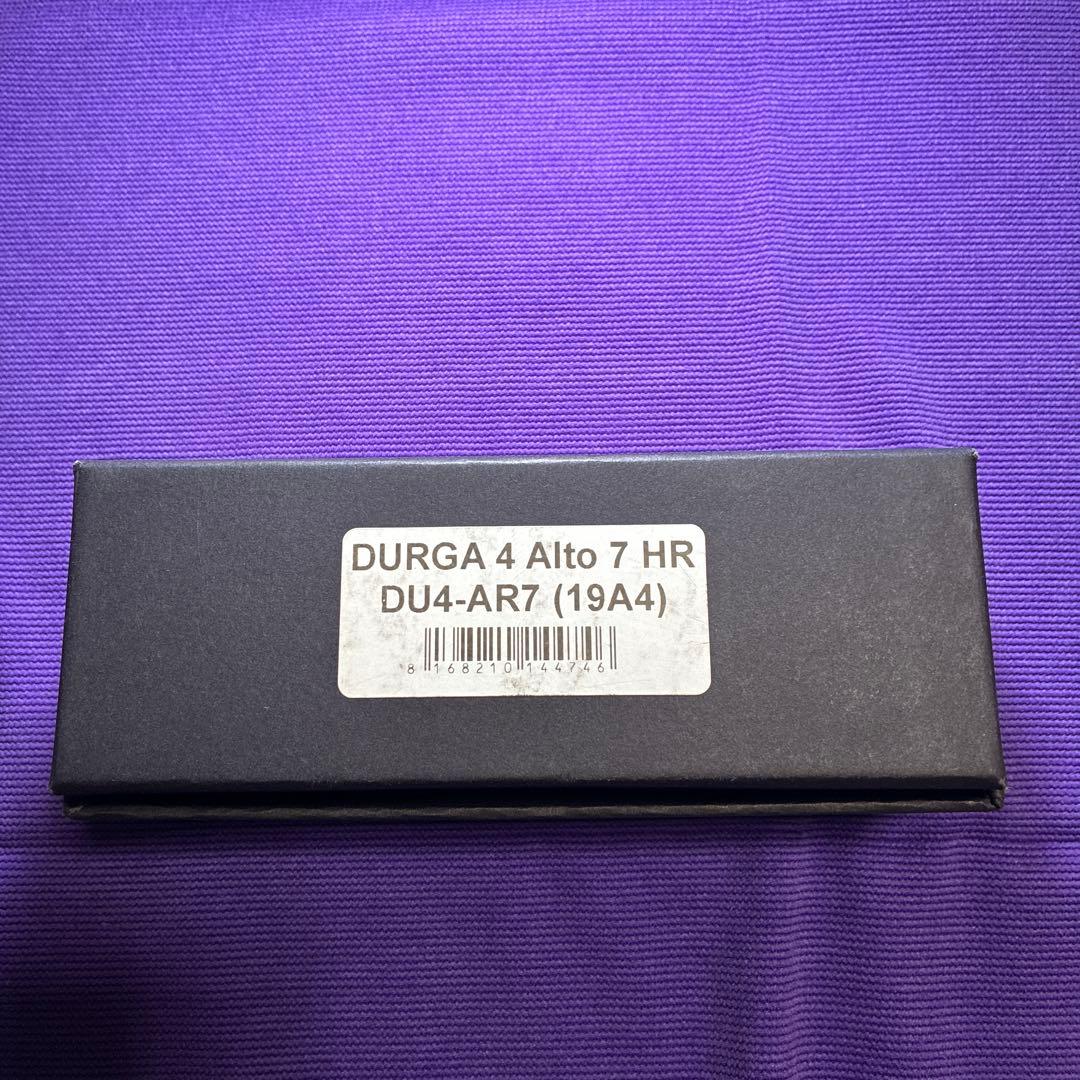 DURGA 4 Alto 7 HR
DU4-AR7 (19A4)
8 168210 144746